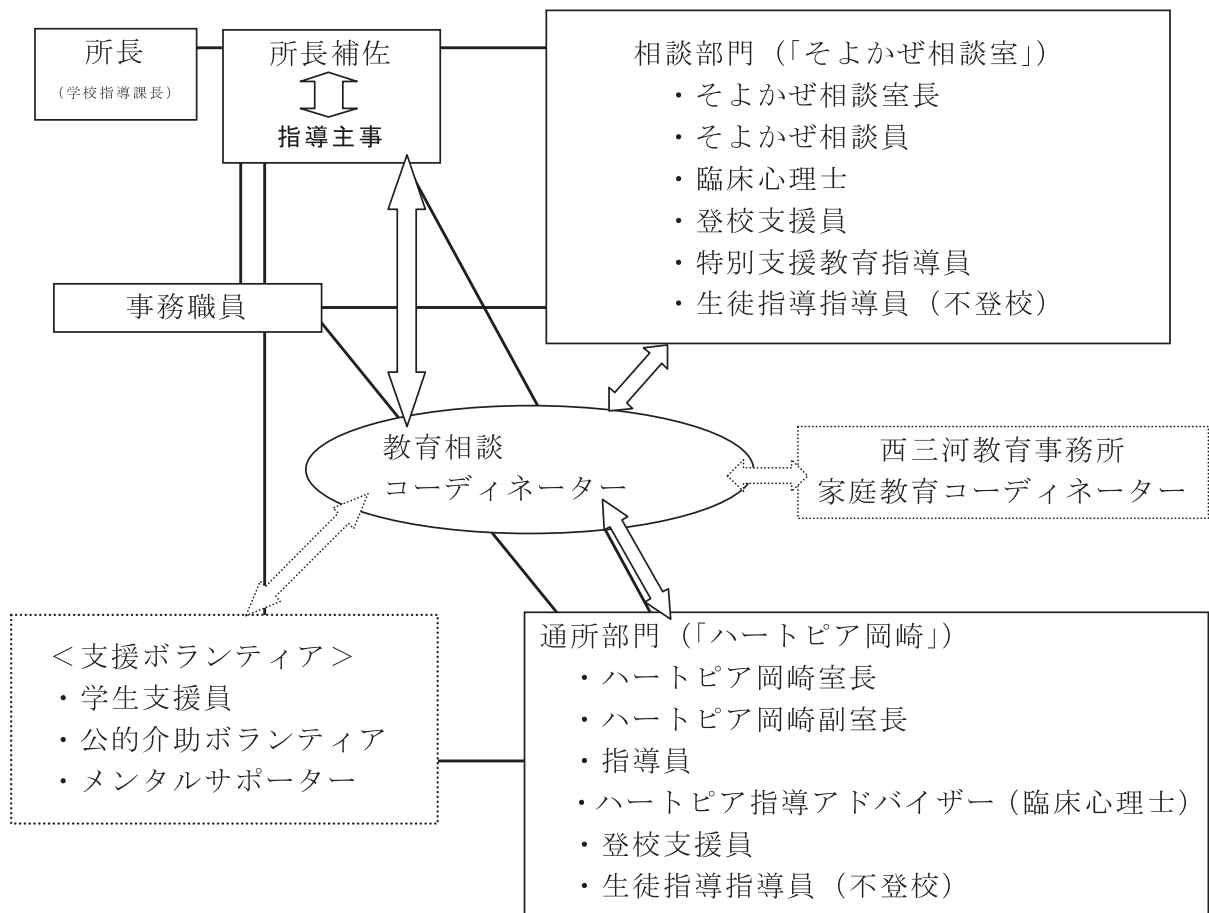 所長
（学校指導課長）
所長補佐
指導主事
相談部門（「そよかぜ相談室」）
・そよかぜ相談室長
・そよかぜ相談員
・臨床心理士
・登校支援員
・特別支援教育指導員
・生徒指導指導員（不登校）
事務職員
教育相談
コーディネーター
西三河教育事務所
家庭教育コーディネーター
＜支援ボランティア＞
・学生支援員
・公的介助ボランティア
・メンタルサポーター
通所部門（「ハートピア岡崎」）
・ハートピア岡崎室長
・ハートピア岡崎副室長
・指導員
・ハートピア指導アドバイザー（臨床心理士）
・登校支援員
・生徒指導指導員（不登校）